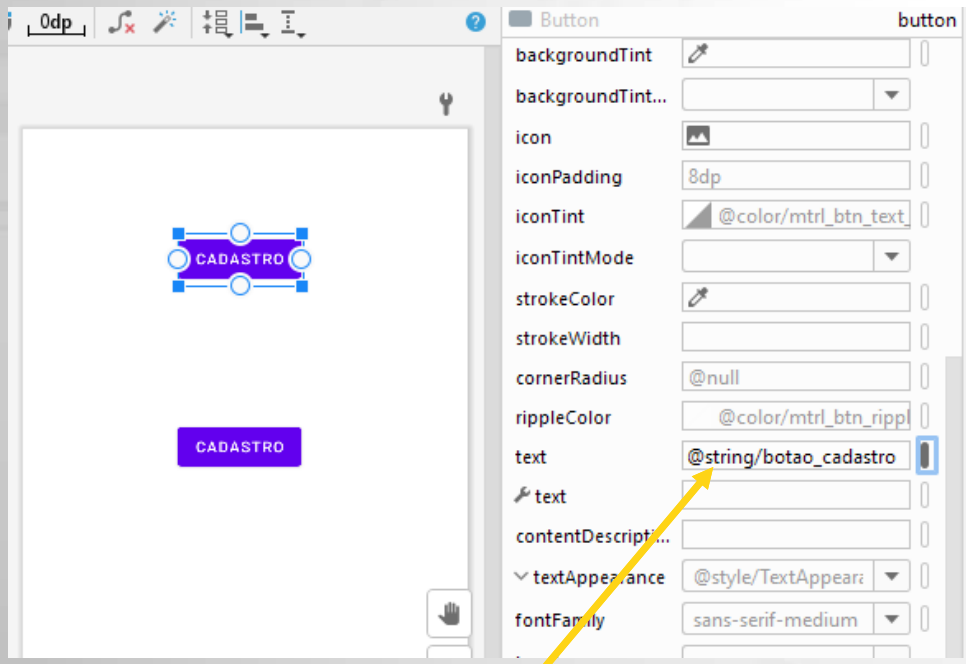 0dp
Button button
backgroundTint
backgroundTint...
icon
iconPadding 8dp
iconTint @color/mtrl_btn_text_
iconTintMode
strokeColor
strokeWidth
cornerRadius @null
rippleColor @color/mtrl_btn_rippl
text @string/botao_cadastro
text
contentDescripti...
textAppearance @style/TextAppeara
fontFamily sans-serif-medium
CADASTRO
CADASTRO